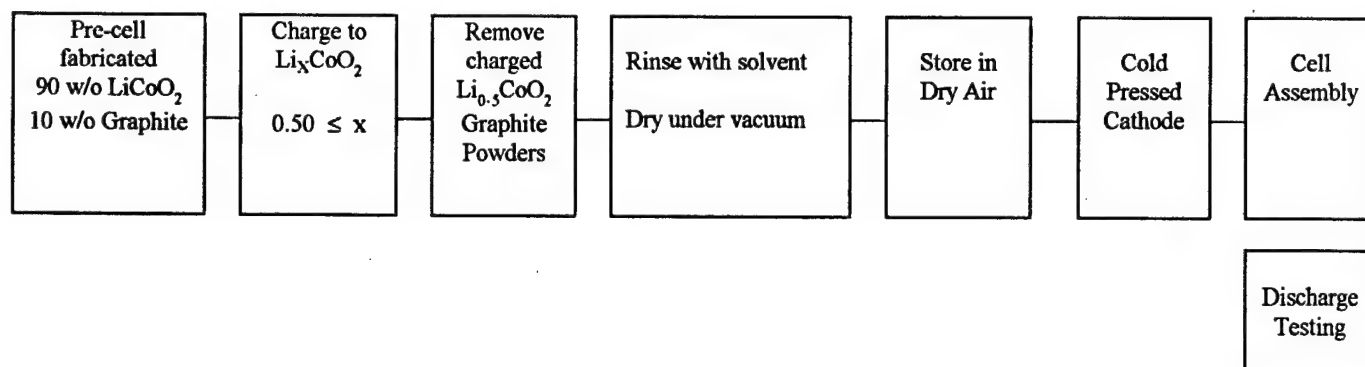 Pre-cell
fabricated
90 w/o LiCoO₂
10 w/o Graphite
Charge to
LiₓCoO₂
0.50 ≤ x
Remove
charged
Li₀.₅CoO₂
Graphite
Powders
Rinse with solvent
Dry under vacuum
Store in
Dry Air
Cold
Pressed
Cathode
Cell
Assembly
Discharge
Testing